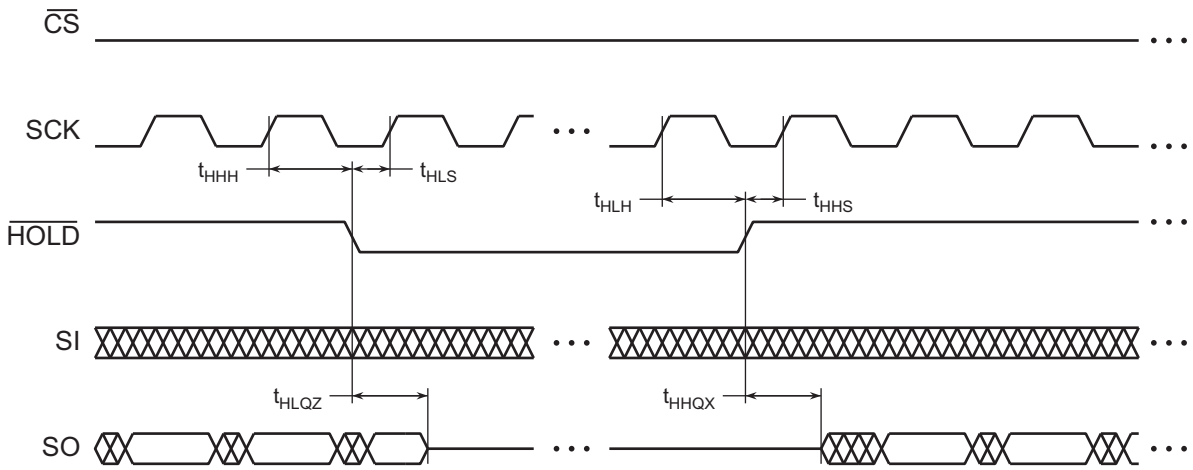 CS
SCK
tHHH
tHLS
tHLH
tHHS
HOLD
SI
tHLQZ
tHHQX
SO